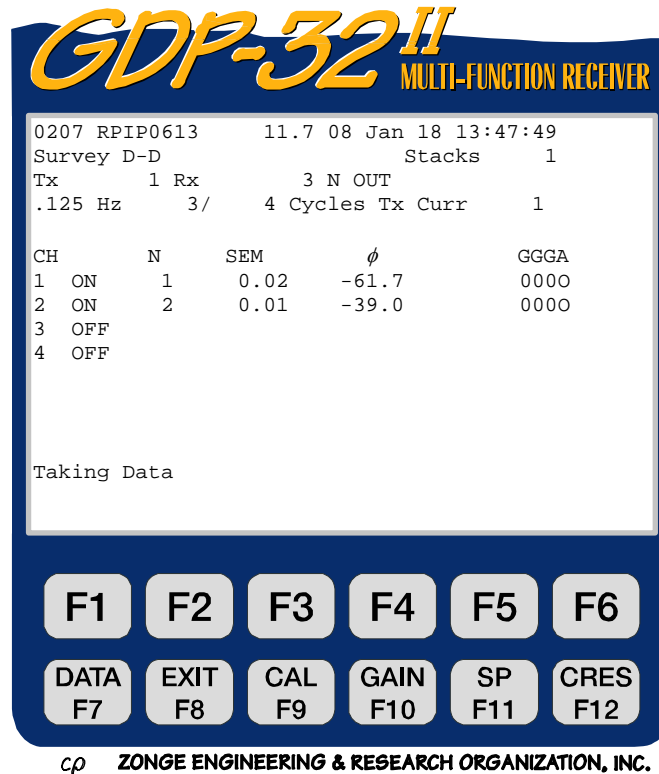 GDP-32 II
MULTI-FUNCTION RECEIVER
0207 RPIP0613 11.7 08 Jan 18 13:47:49
Survey D-D Stacks 1
Tx 1 Rx 3 N OUT
.125 Hz 3/ 4 Cycles Tx Curr 1
CH N SEM ϕ GGGA
1 ON 1 0.02 -61.7 000O
2 ON 2 0.01 -39.0 000O
3 OFF
4 OFF
Taking Data
F1 F2 F3 F4 F5 F6
DATA EXIT CAL GAIN SP CRES
F7 F8 F9 F10 F11 F12
cρ ZONGE ENGINEERING & RESEARCH ORGANIZATION, INC.